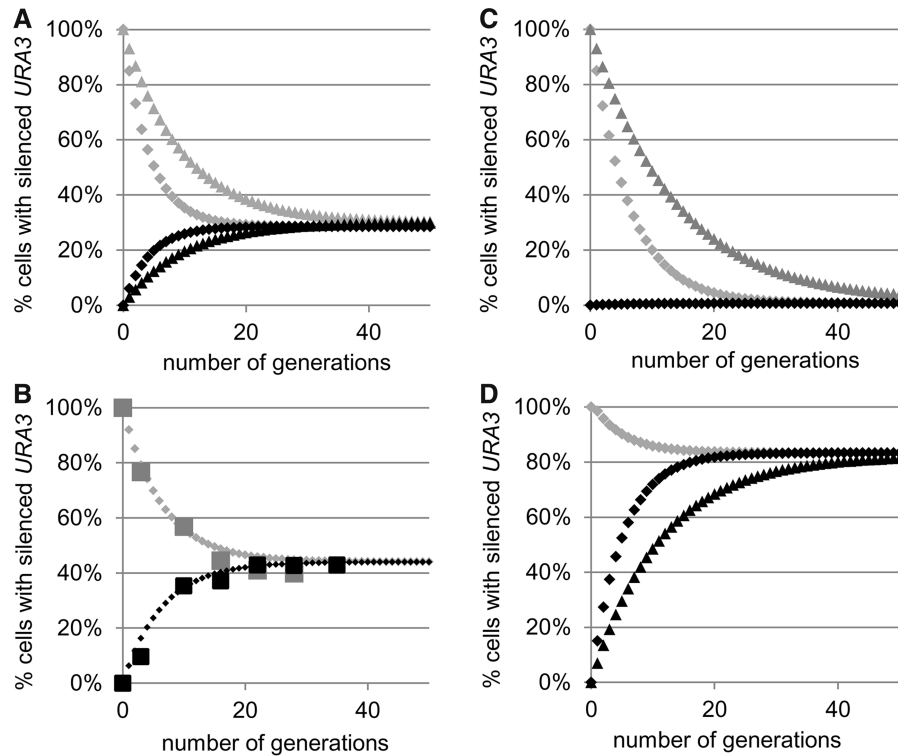 A
% cells with silenced URA3
100%
80%
60%
40%
20%
0%
0 20 40
number of generations
C
% cells with silenced URA3
100%
80%
60%
40%
20%
0%
0 20 40
number of generations
B
% cells with silenced URA3
100%
80%
60%
40%
20%
0%
0 20 40
number of generations
D
% cells with silenced URA3
100%
80%
60%
40%
20%
0%
0 20 40
number of generations